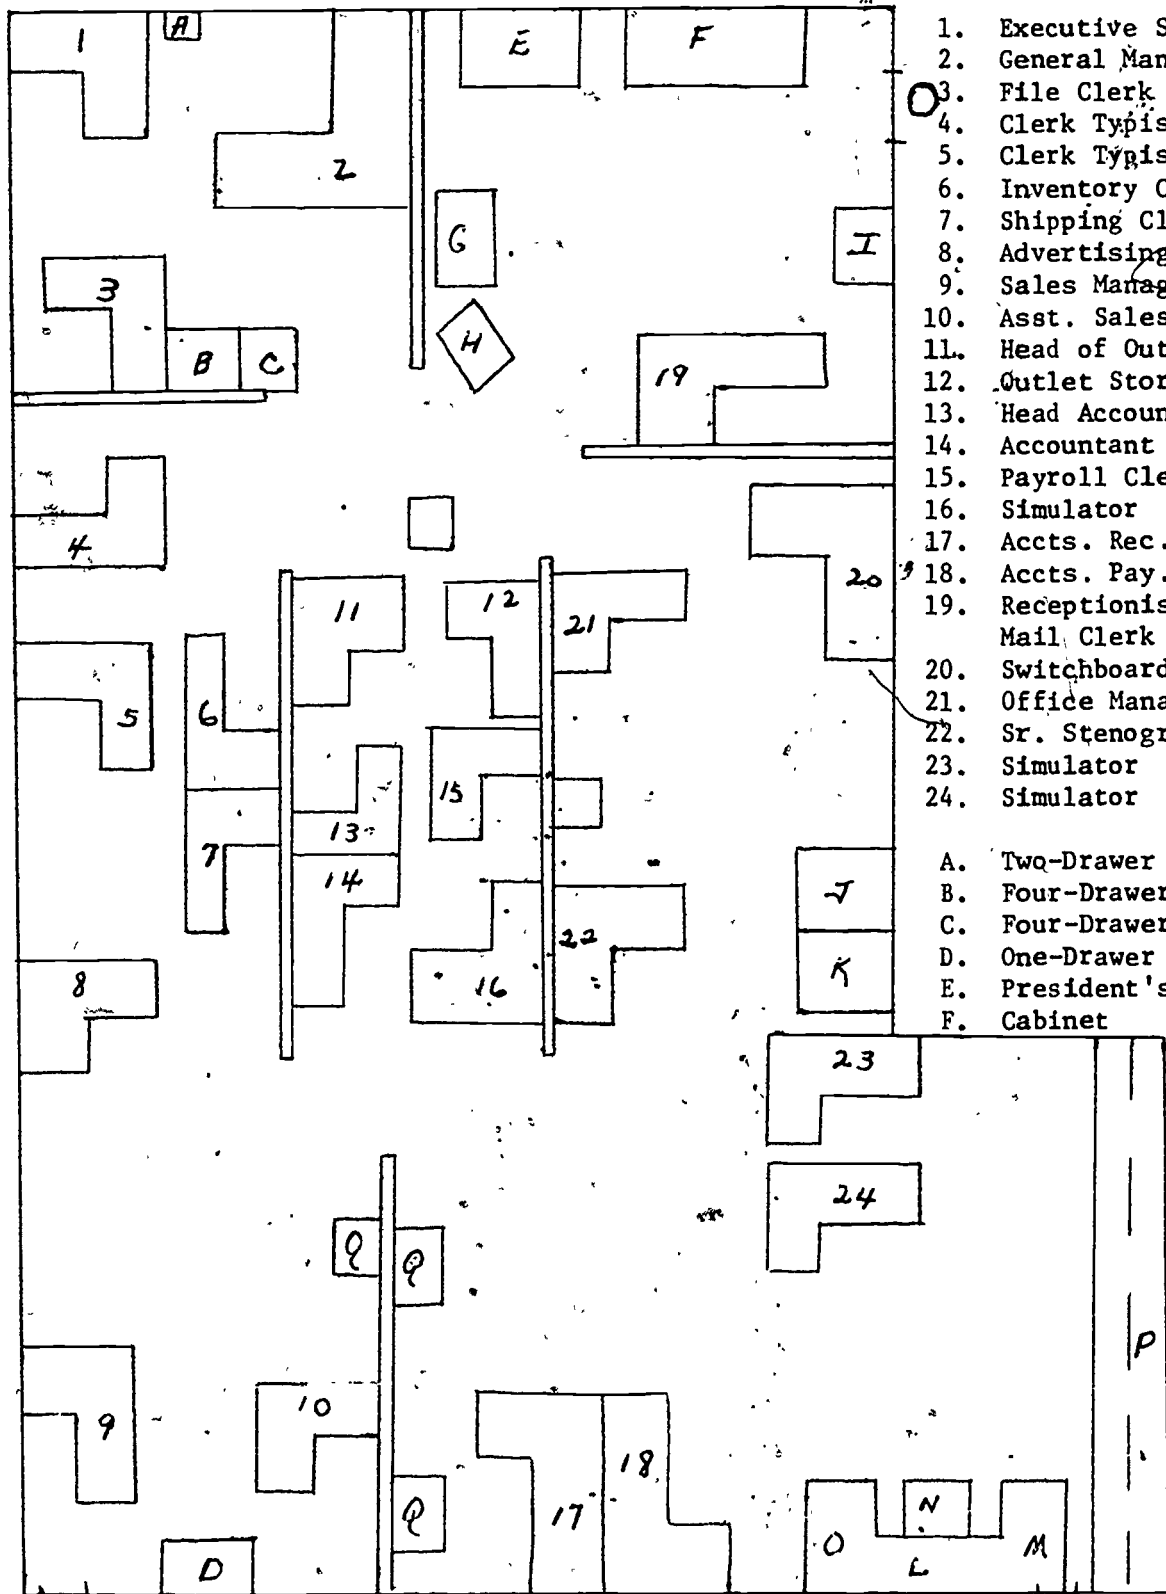 1. Executive S
2. General Man
3. File Clerk
4. Clerk Typis
5. Clerk Typis
6. Inventory C
7. Shipping Cl
8. Advertising
9. Sales Manag
10. Asst. Sales
11. Head of Out
12. Outlet Stor
13. Head Accoun
14. Accountant
15. Payroll Cle
16. Simulator
17. Accts. Rec.
18. Accts. Pay.
19. Receptionis
Mail Clerk
20. Switchboard
21. Office Mana
22. Sr. Stenogr
23. Simulator
24. Simulator
A. Two-Drawer
B. Four-Drawer
C. Four-Drawer
D. One-Drawer
E. President's
F. Cabinet
1 A E F
2
G I
3
B C H 19
4
20
11 12 21
5 6
15
13
7 14 J
22
8 16 K
23
24
Q Q
P
10
9
18
Q 17 N
O M
D L